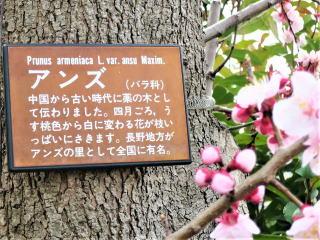 Prunus armeniaca L. var. ansu Maxim.
アンズ (バラ科)
中国から古い時代に薬の木とし
て伝わりました。四月ごろ、う
す桃色から白に変わる花が枝い
っぱいにさきます。長野地方が
アンズの里として全国に有名。